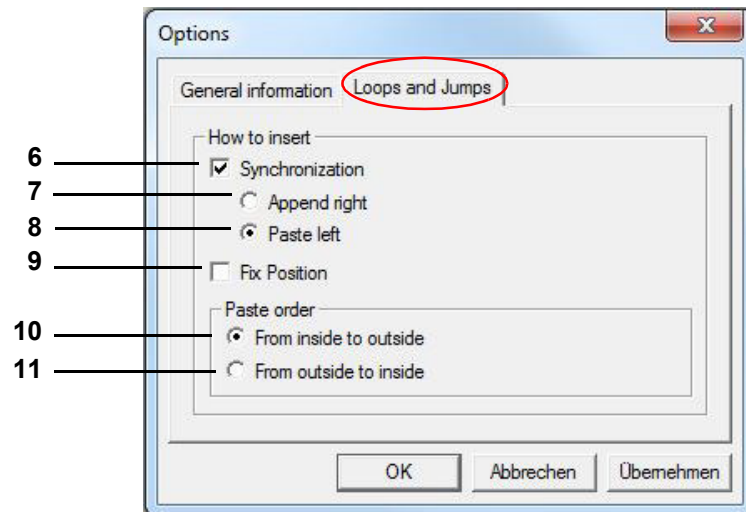 Options
General information Loops and Jumps
How to insert
6 Synchronization
7 Append right
8 Paste left
9 Fix Position
Paste order
10 From inside to outside
11 From outside to inside
OK Abbrechen Übernehmen